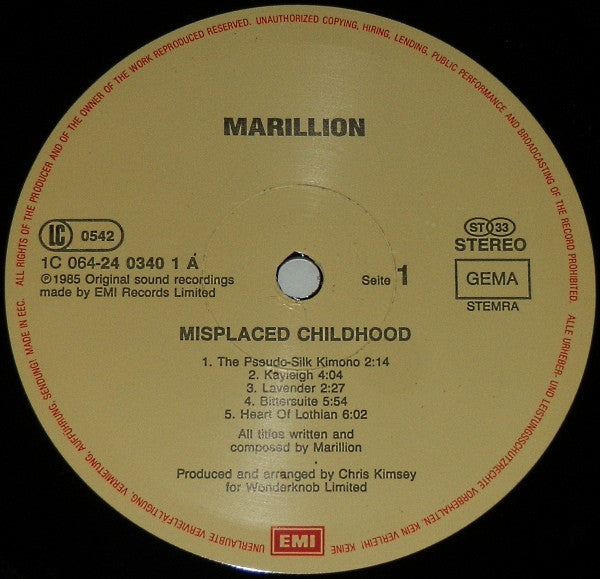 ALL RIGHTS OF THE PRODUCER AND OF THE OWNER OF THE WORK REPRODUCED RESERVED. UNAUTHORIZED COPYING, HIRING, LENDING, PUBLIC PERFORMANCE AND BROADCASTING OF THE RECORD PROHIBITED. ALLE URHEBER- UND LEISTUNGSSCHUTZRECHTE VORBEHALTEN. KEIN VERLEIH! KEINE UNERLAUBTE VERVIELFÄLTIGUNG, VERMIETUNG, AUFFÜHRUNG, SENDUNG! MADE IN EEC.
MARILLION
LC 0542
1C 064-24 0340 1 A
℗1985 Original sound recordings
made by EMI Records Limited
Seite 1
ST 33
STEREO
GEMA
STEMRA
MISPLACED CHILDHOOD
1. The Pseudo-Silk Kimono 2:14
2. Kayleigh 4:04
3. Lavender 2:27
4. Bittersuite 5:54
5. Heart Of Lothian 6:02
All titles written and
composed by Marillion
Produced and arranged by Chris Kimsey
for Wonderknob Limited
EMI